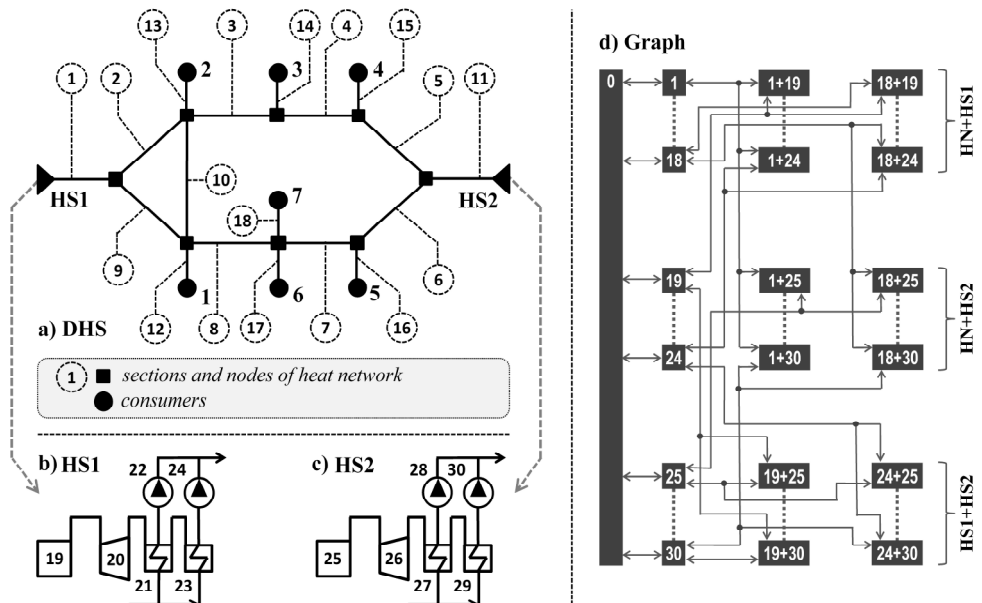 13 3 14 4 15
1 2 2 3 4 5 11
10
HS1 7 HS2
18
9 6
1 6 5
12 8 17 7 16
a) DHS
1 sections and nodes of heat network
consumers
b) HS1 22 24
19 20
21 23
c) HS2 28 30
25 26
27 29
d) Graph
0 1 1+19 18+19
18 1+24 18+24
HN+HS1
19 1+25 18+25
24 1+30 18+30
HN+HS2
25 19+25 24+25
30 19+30 24+30
HS1+HS2